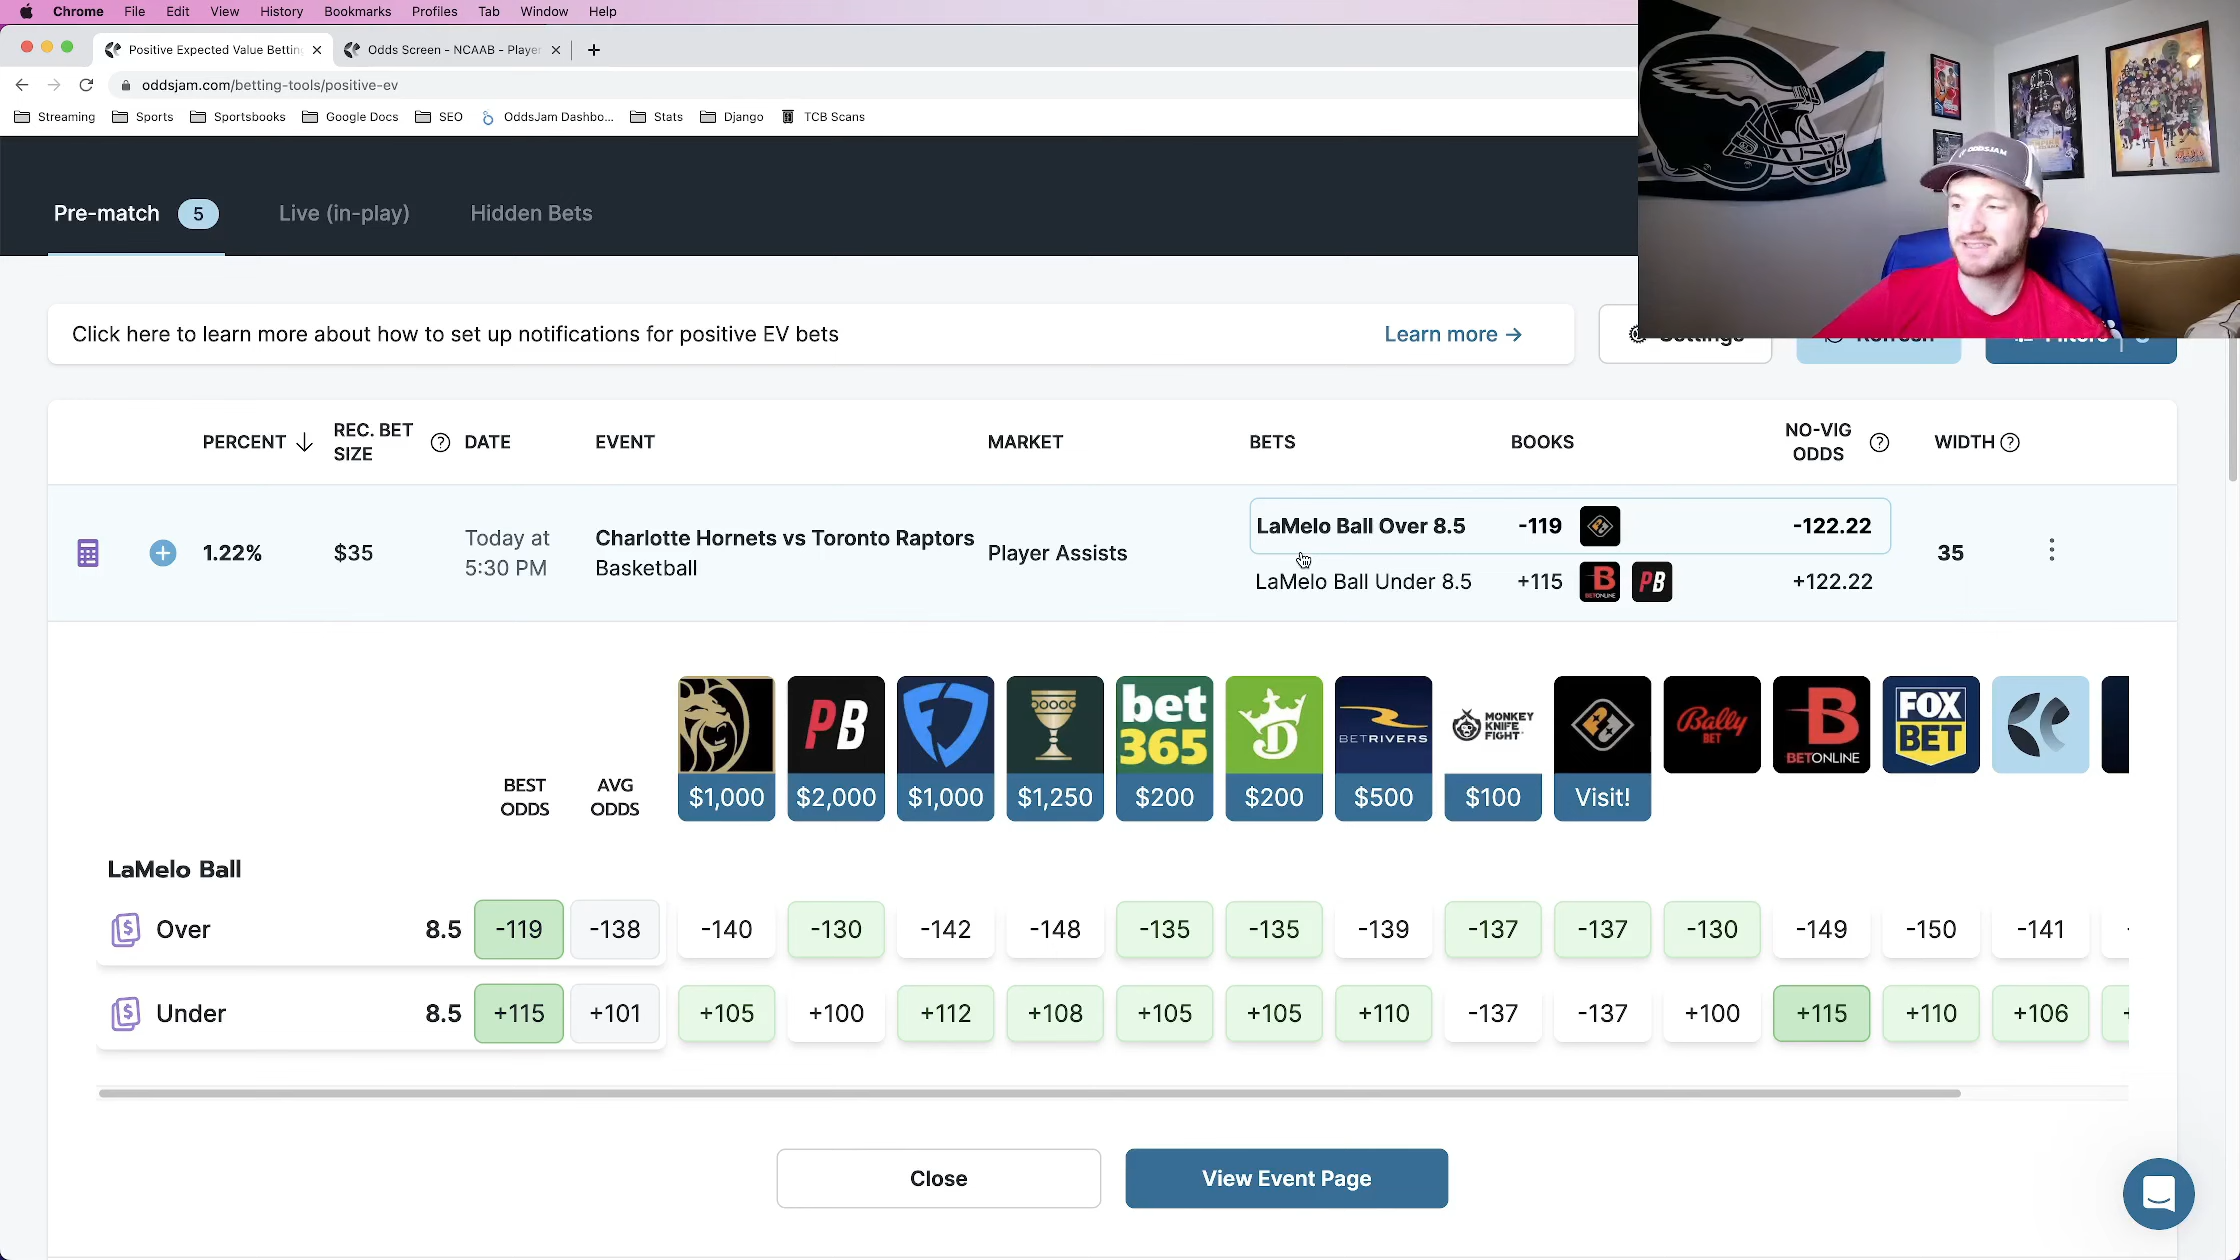 Chrome File Edit View History Bookmarks Profiles Tab Window Help
Positive Expected Value Betting Odds Screen - NCAAB - Player
oddsjam.com/betting-tools/positive-ev
Streaming Sports Sportsbooks Google Docs SEO OddsJam Dashbo... Stats Django TCB Scans
Pre-match 5 Live (in-play) Hidden Bets
Click here to learn more about how to set up notifications for positive EV bets Learn more → Settings Refresh Filters
PERCENT ↓ REC. BET SIZE ? DATE EVENT MARKET BETS BOOKS NO-VIG ODDS ? WIDTH ?
1.22% $35 Today at 5:30 PM Charlotte Hornets vs Toronto Raptors Basketball Player Assists
LaMelo Ball Over 8.5 -119 -122.22 35
LaMelo Ball Under 8.5 +115 BETONLINE PB +122.22
PB bet365 BETRIVERS MONKEY KNIFE FIGHT Bally BET BETONLINE FOX BET
BEST ODDS AVG ODDS $1,000 $2,000 $1,000 $1,250 $200 $200 $500 $100 Visit!
LaMelo Ball
Over 8.5 -119 -138 -140 -130 -142 -148 -135 -135 -139 -137 -137 -130 -149 -150 -141
Under 8.5 +115 +101 +105 +100 +112 +108 +105 +105 +110 -137 -137 +100 +115 +110 +106
Close View Event Page
ODDSJAM